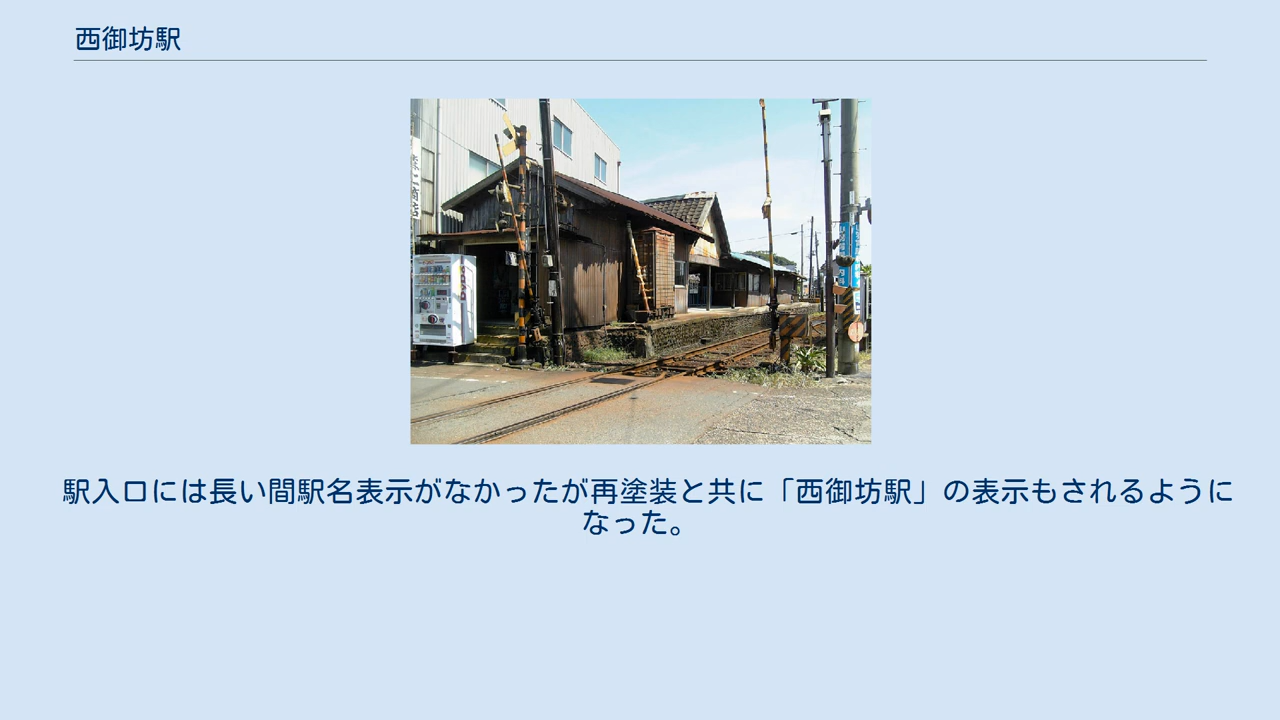 西御坊駅
駅入口には長い間駅名表示がなかったが再塗装と共に「西御坊駅」の表示もされるように
なった。